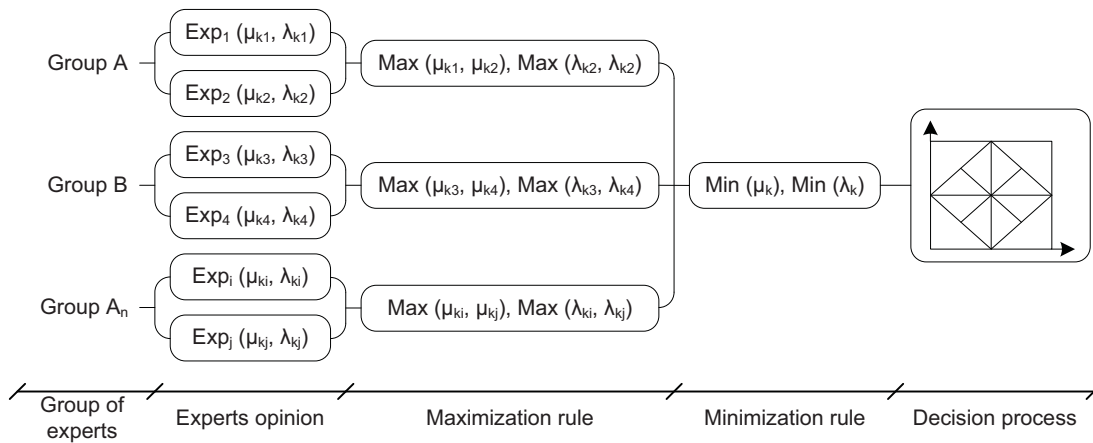 Group A
Exp₁ (μₖ₁, λₖ₁)
Exp₂ (μₖ₂, λₖ₂)
Max (μₖ₁, μₖ₂), Max (λₖ₂, λₖ₂)
Group B
Exp₃ (μₖ₃, λₖ₃)
Exp₄ (μₖ₄, λₖ₄)
Max (μₖ₃, μₖ₄), Max (λₖ₃, λₖ₄)
Group Aₙ
Expᵢ (μₖᵢ, λₖᵢ)
Expⱼ (μₖⱼ, λₖⱼ)
Max (μₖᵢ, μₖⱼ), Max (λₖᵢ, λₖⱼ)
Min (μₖ), Min (λₖ)
Group of
experts
Experts opinion
Maximization rule
Minimization rule
Decision process